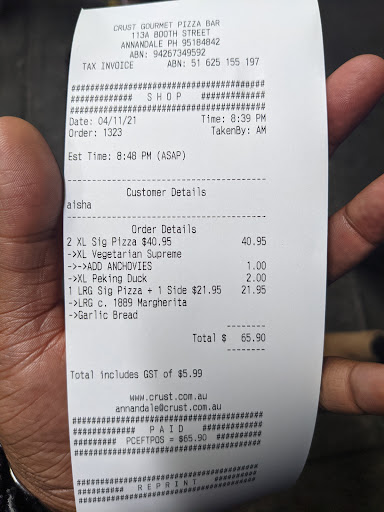 CRUST GOURMET PIZZA BAR
113A BOOTH STREET
ANNANDALE PH 95184842
ABN: 94267349592
TAX INVOICE ABN: 51 625 155 197
########################################
############# S H O P #############
########################################
Date: 04/11/21 Time: 8:39 PM
Order: 1323 TakenBy: AM
----------------------------------------
Est Time: 8:48 PM (ASAP)
----------------------------------------
Customer Details
aisha
----------------------------------------
Order Details
2 XL Sig Pizza $40.95 40.95
->XL Vegetarian Supreme
->->ADD ANCHOVIES 1.00
->XL Peking Duck 2.00
1 LRG Sig Pizza + 1 Side $21.95 21.95
->LRG c. 1889 Margherita
->Garlic Bread
--------
Total $ 65.90
--------
Total includes GST of $5.99
www.crust.com.au
annandale@crust.com.au
########################################
############# P A I D #############
######### PCEFTPOS = $65.90 ##########
########################################
########################################
########## R E P R I N T ##########
########################################